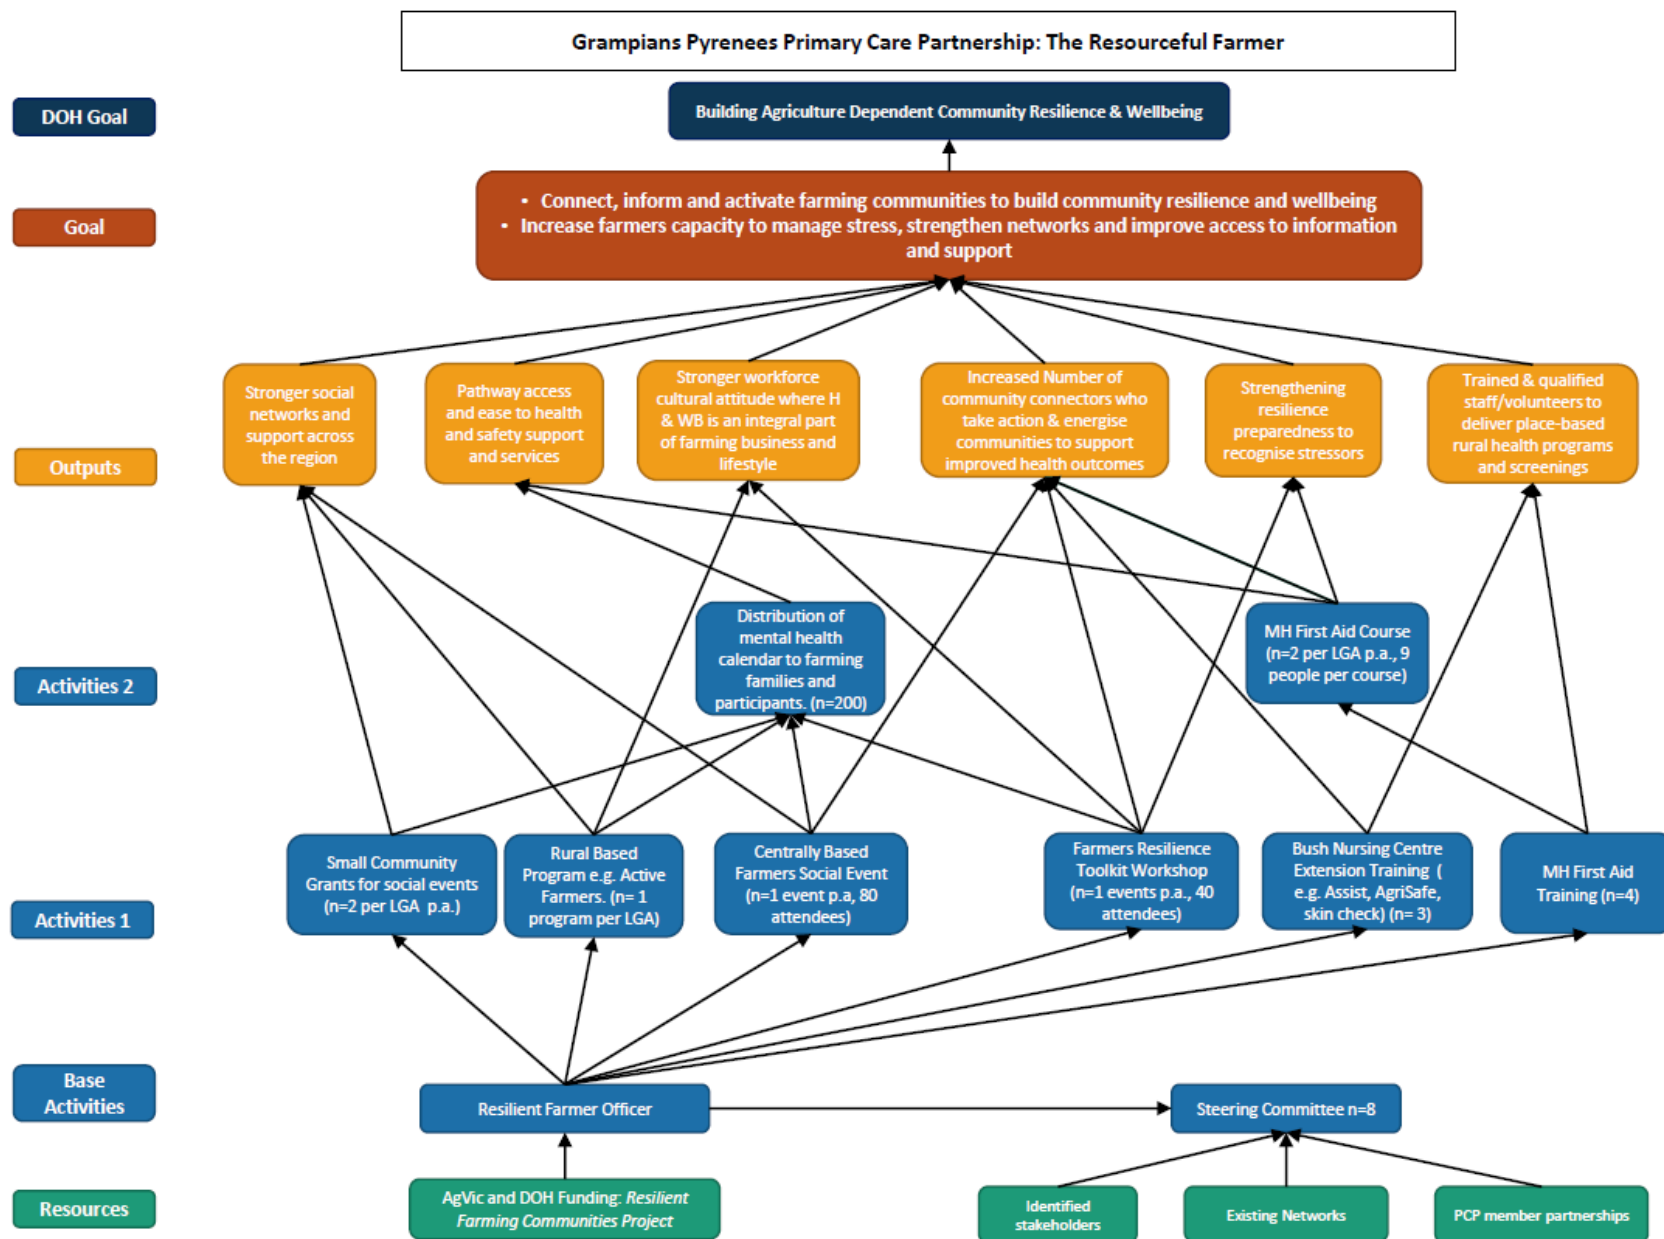 Grampians Pyrenees Primary Care Partnership: The Resourceful Farmer
DOH Goal
Building Agriculture Dependent Community Resilience & Wellbeing
Goal
• Connect, inform and activate farming communities to build community resilience and wellbeing
• Increase farmers capacity to manage stress, strengthen networks and improve access to information
and support
Outputs
Stronger social
networks and
support across
the region
Pathway access
and ease to health
and safety support
and services
Stronger workforce
cultural attitude where H
& WB is an integral part
of farming business and
lifestyle
Increased Number of
community connectors who
take action & energise
communities to support
improved health outcomes
Strengthening
resilience
preparedness to
recognise stressors
Trained & qualified
staff/volunteers to
deliver place-based
rural health programs
and screenings
Activities 2
Distribution of
mental health
calendar to farming
families and
participants. (n=200)
MH First Aid Course
(n=2 per LGA p.a., 9
people per course)
Activities 1
Small Community
Grants for social events
(n=2 per LGA p.a.)
Rural Based
Program e.g. Active
Farmers. (n= 1
program per LGA)
Centrally Based
Farmers Social Event
(n=1 event p.a, 80
attendees)
Farmers Resilience
Toolkit Workshop
(n=1 events p.a., 40
attendees)
Bush Nursing Centre
Extension Training (
e.g. Assist, AgriSafe,
skin check) (n= 3)
MH First Aid
Training (n=4)
Base
Activities
Resilient Farmer Officer
Steering Committee n=8
Resources
AgVic and DOH Funding: Resilient
Farming Communities Project
Identified
stakeholders
Existing Networks
PCP member partnerships